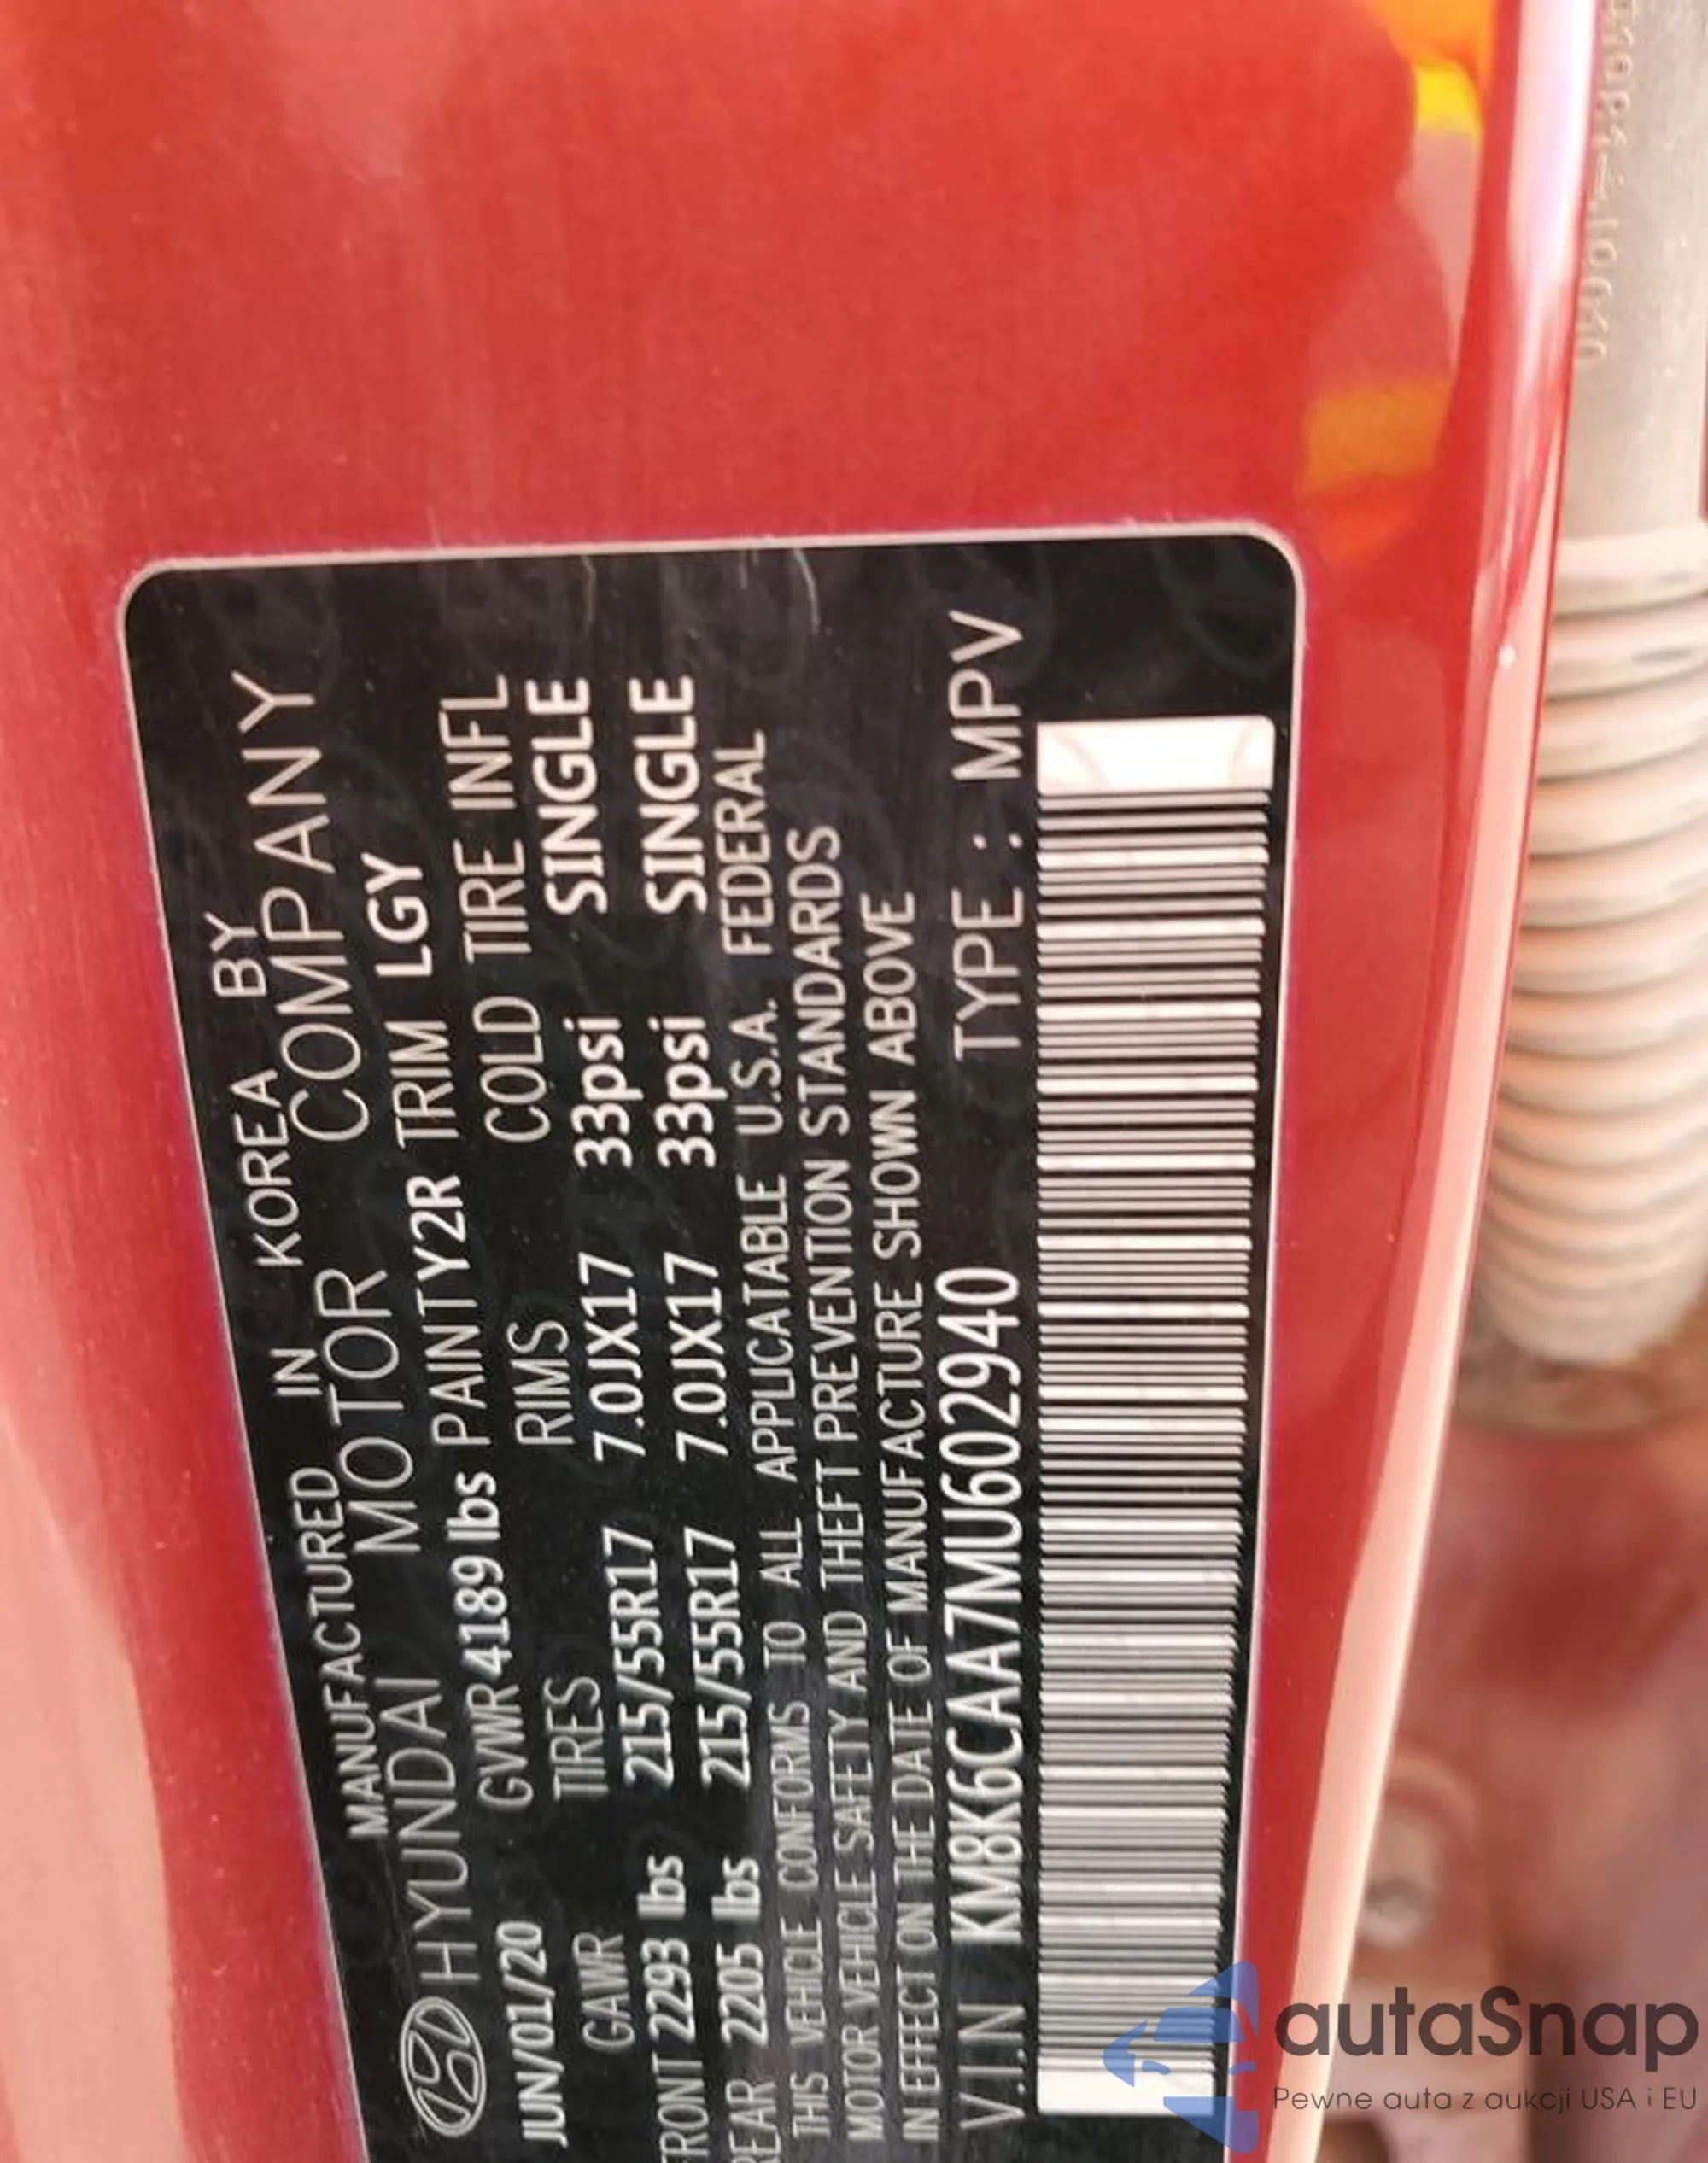 MANUFACTURED IN KOREA BY
HYUNDAI MOTOR COMPANY
JUN/01/20 GVWR 4189 lbs PAINT Y2R TRIM LGY
GAWR TIRES RIMS COLD TIRE INFL
FRONT 2293 lbs 215/55R17 7.0JX17 33psi SINGLE
REAR 2205 lbs 215/55R17 7.0JX17 33psi SINGLE
THIS VEHICLE CONFORMS TO ALL APPLICATABLE U.S.A. FEDERAL
MOTOR VEHICLE SAFETY AND THEFT PREVENTION STANDARDS
IN EFFECT ON THE DATE OF MANUFACTURE SHOWN ABOVE
V.I.N KM8K6CAA7MU602940 TYPE : MPV
autaSnap
Pewne auta z aukcji USA i EU